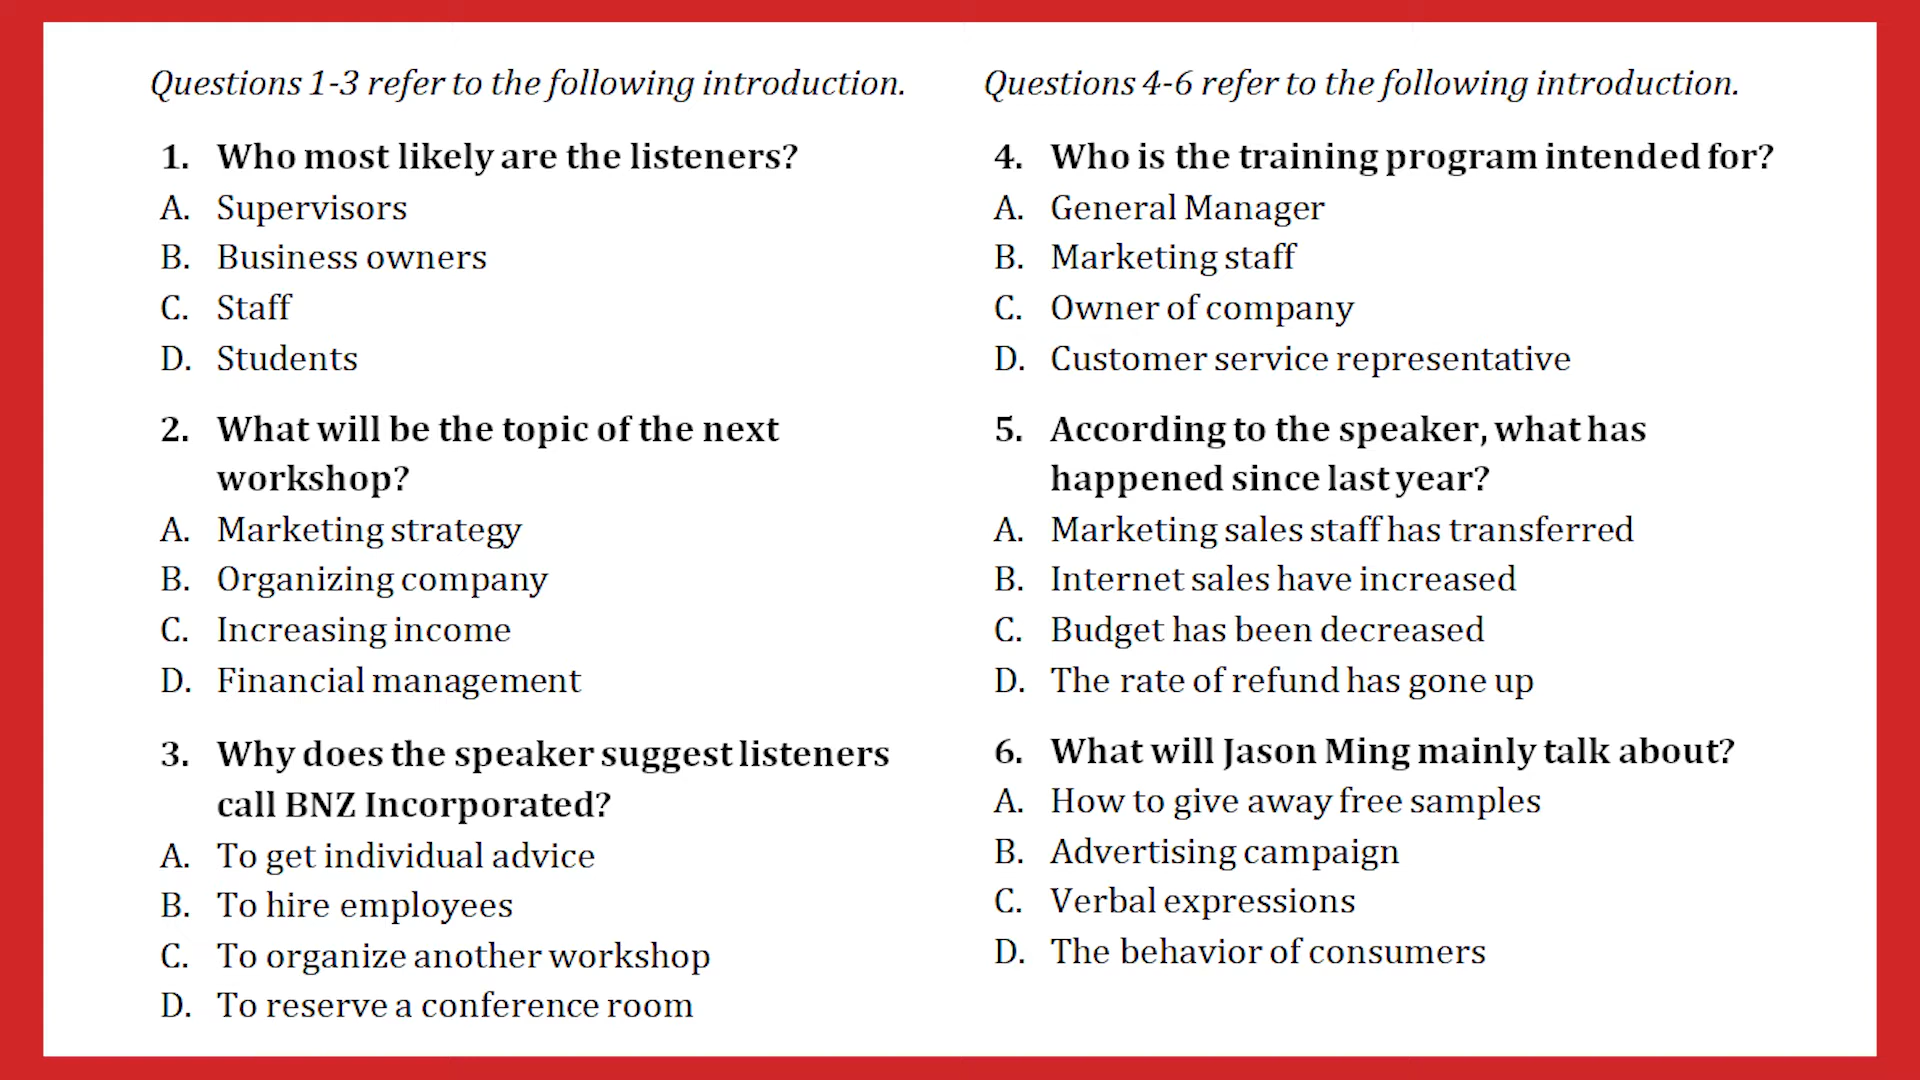 Questions 1-3 refer to the following introduction.
1. Who most likely are the listeners?
A. Supervisors
B. Business owners
C. Staff
D. Students
2. What will be the topic of the next
workshop?
A. Marketing strategy
B. Organizing company
C. Increasing income
D. Financial management
3. Why does the speaker suggest listeners
call BNZ Incorporated?
A. To get individual advice
B. To hire employees
C. To organize another workshop
D. To reserve a conference room
Questions 4-6 refer to the following introduction.
4. Who is the training program intended for?
A. General Manager
B. Marketing staff
C. Owner of company
D. Customer service representative
5. According to the speaker, what has
happened since last year?
A. Marketing sales staff has transferred
B. Internet sales have increased
C. Budget has been decreased
D. The rate of refund has gone up
6. What will Jason Ming mainly talk about?
A. How to give away free samples
B. Advertising campaign
C. Verbal expressions
D. The behavior of consumers